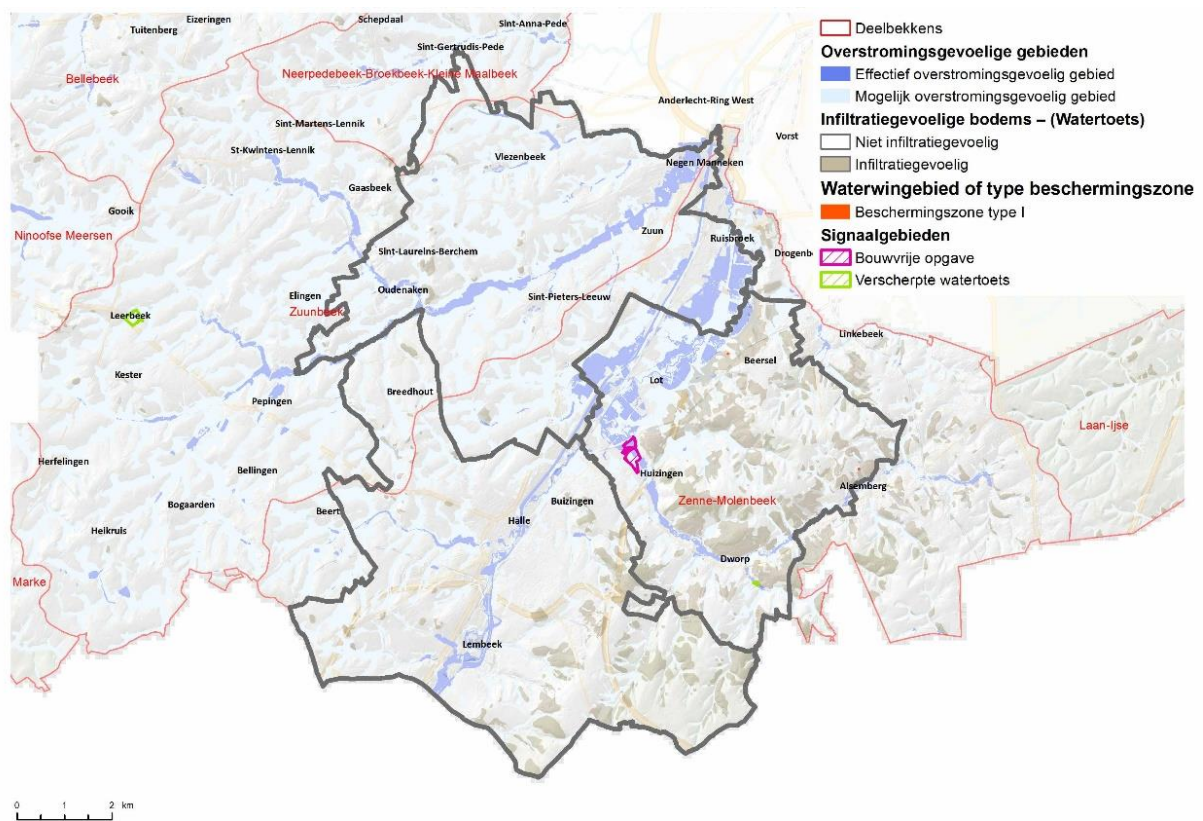 Eizeringen
Schepdaal
Sint-Anna-Pede
Tuitenberg
Sint-Gertrudis-Pede
Bellebeek
Neerpedebeek-Broekbeek-Kleine Maalbeek
Anderlecht-Ring West
Sint-Martens-Lennik
Vorst
St-Kwintens-Lennik
Vlezenbeek
Negen Manneken
Gaasbeek
Gooik
Ninoofse Meersen
Zuun
Ruisbroek
Sint-Laureins-Berchem
Drogenb
Oudenaken
Elingen
Sint-Pieters-Leeuw
Zuunbeek
Leerbeek
Linkebeek
Beersel
Kester
Lot
Breedhout
Pepingen
Laan-Ijse
Herfelingen
Bellingen
Huizingen
Alsemberg
Bogaarden
Buizingen
Zenne-Molenbeek
Beert
Halle
Heikruis
Dworp
Marke
Lembeek
Deelbekkens
Overstromingsgevoelige gebieden
Effectief overstromingsgevoelig gebied
Mogelijk overstromingsgevoelig gebied
Infiltratiegevoelige bodems – (Watertoets)
Niet infiltratiegevoelig
Infiltratiegevoelig
Waterwingebied of type beschermingszone
Beschermingszone type I
Signaalgebieden
Bouwvrije opgave
Verscherpte watertoets
0 1 2 km